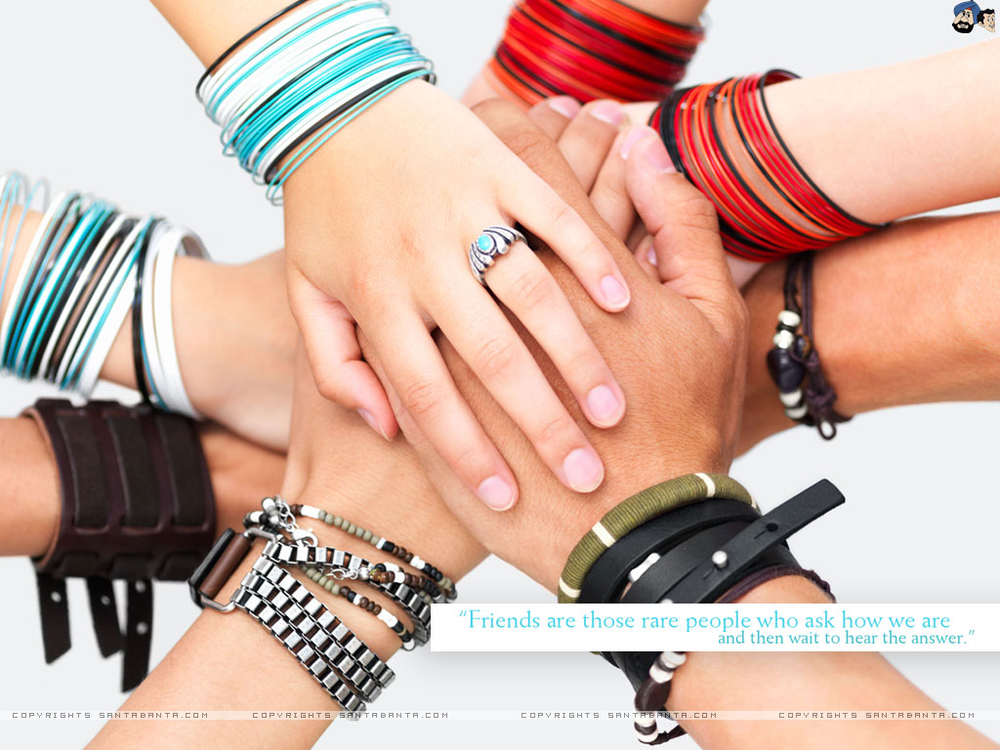 “Friends are those rare people who ask how we are
and then wait to hear the answer.”
COPYRIGHTS SANTABANTA.COM COPYRIGHTS SANTABANTA.COM COPYRIGHTS SANTABANTA.COM COPYRIGHTS SANTABANTA.COM